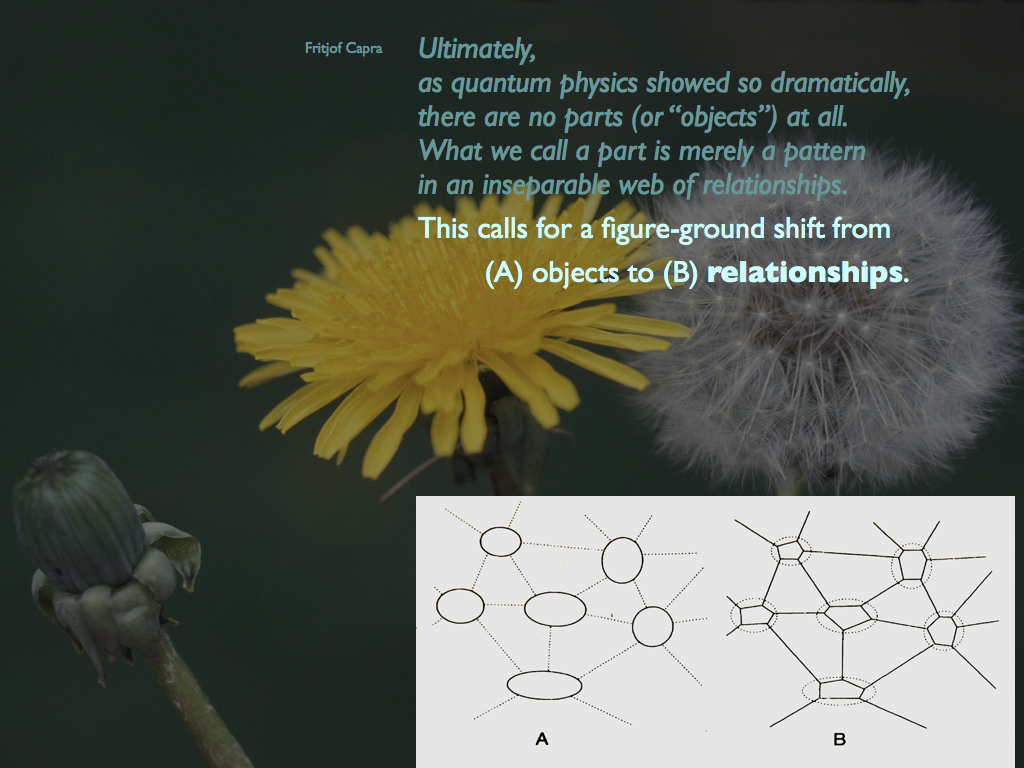 Fritjof Capra
Ultimately,
as quantum physics showed so dramatically,
there are no parts (or “objects”) at all.
What we call a part is merely a pattern
in an inseparable web of relationships.
This calls for a figure-ground shift from
(A) objects to (B) relationships.
A
B